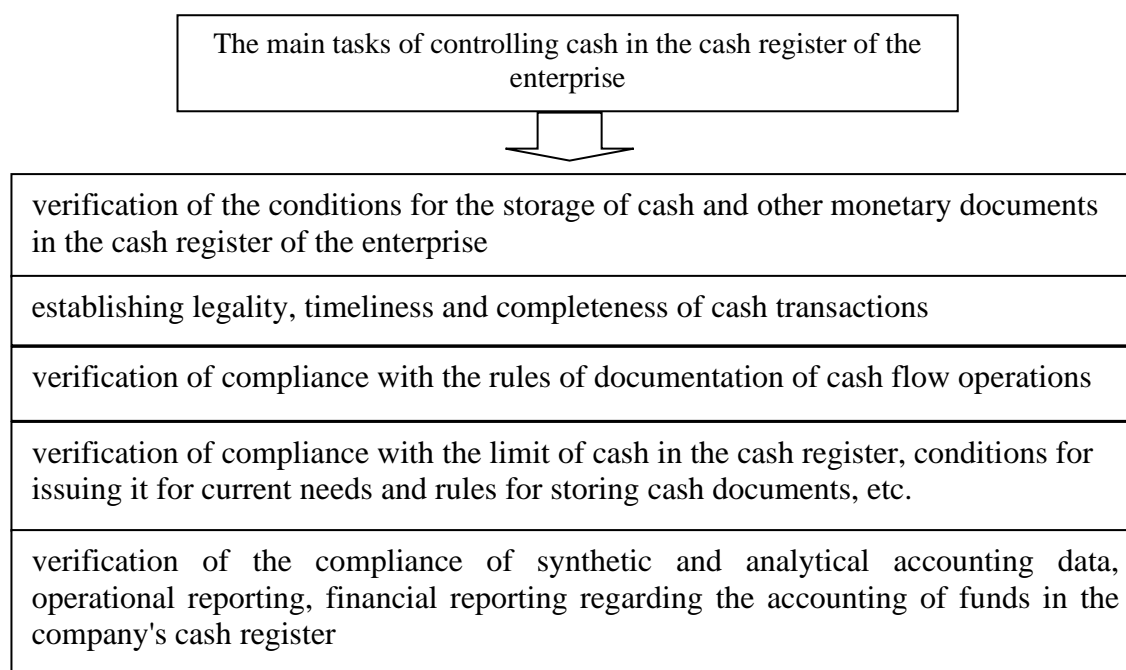 The main tasks of controlling cash in the cash register of the
enterprise
verification of the conditions for the storage of cash and other monetary documents
in the cash register of the enterprise
establishing legality, timeliness and completeness of cash transactions
verification of compliance with the rules of documentation of cash flow operations
verification of compliance with the limit of cash in the cash register, conditions for
issuing it for current needs and rules for storing cash documents, etc.
verification of the compliance of synthetic and analytical accounting data,
operational reporting, financial reporting regarding the accounting of funds in the
company's cash register